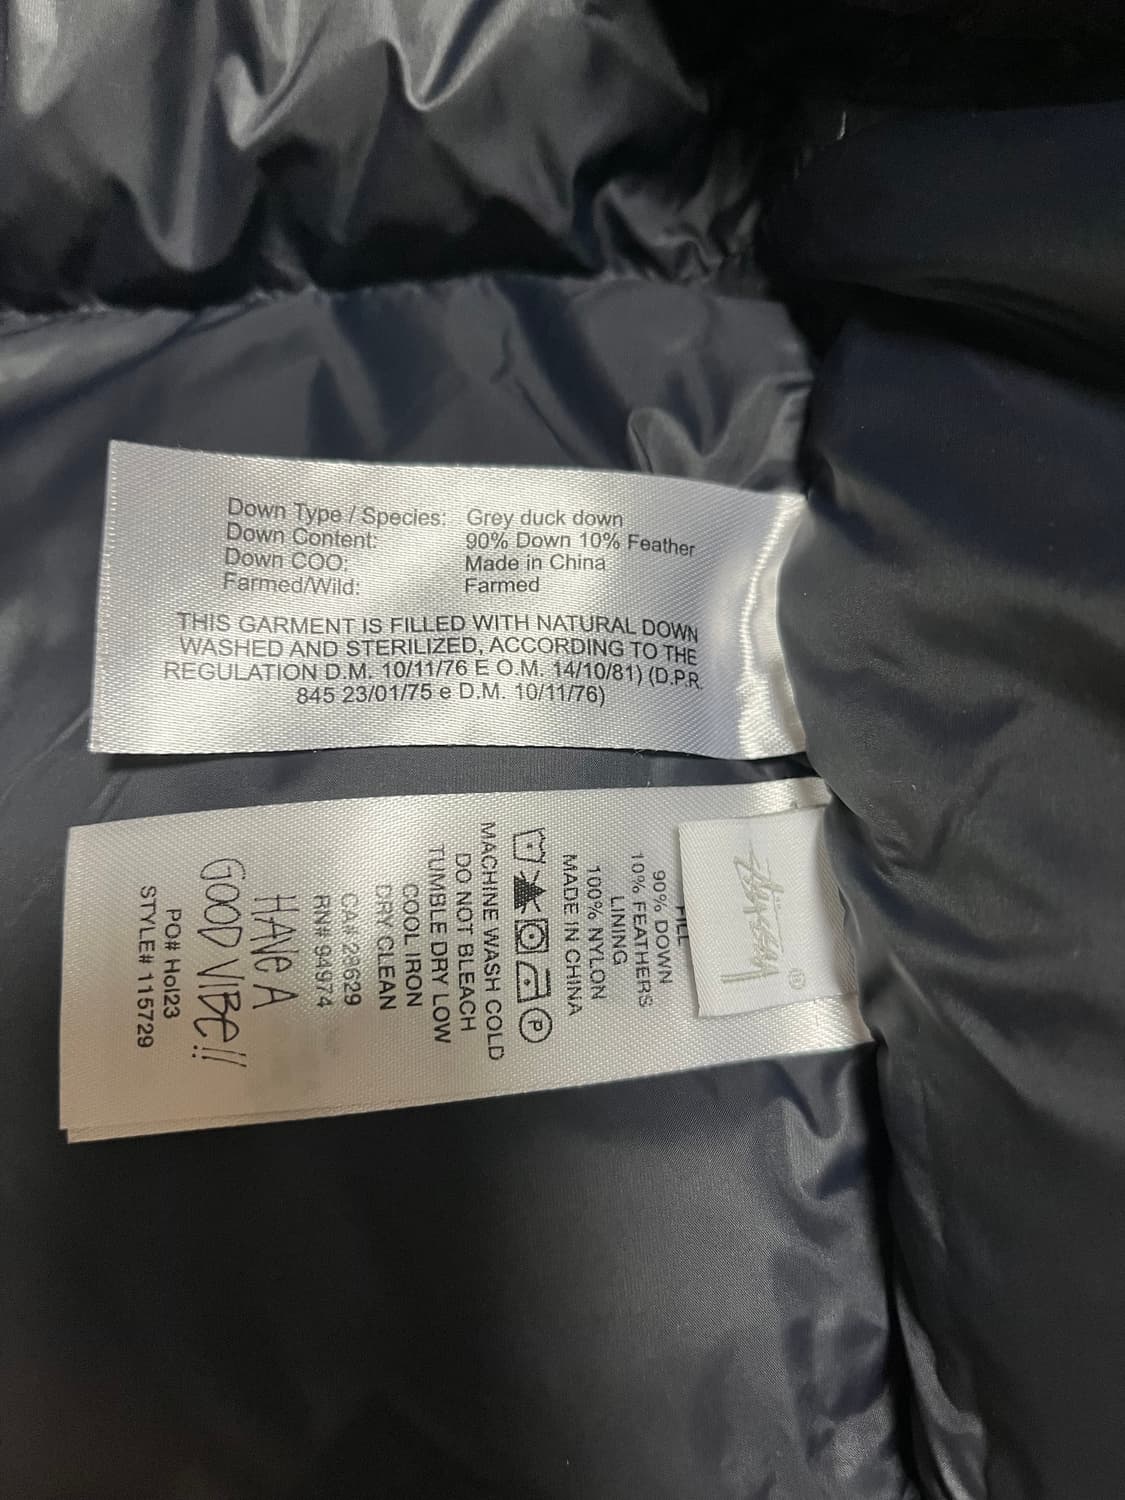 Down Type / Species: Grey duck down
Down Content: 90% Down 10% Feather
Down COO: Made in China
Farmed/Wild: Farmed
THIS GARMENT IS FILLED WITH NATURAL DOWN
WASHED AND STERILIZED, ACCORDING TO THE
REGULATION D.M. 10/11/76 E O.M. 14/10/81) (D.P.R.
845 23/01/75 e D.M. 10/11/76)
Stüssy ®
FILL
90% DOWN
10% FEATHERS
LINING
100% NYLON
MADE IN CHINA
P
MACHINE WASH COLD
DO NOT BLEACH
TUMBLE DRY LOW
COOL IRON
DRY CLEAN
CA# 28629
RN# 94974
HAVE A
GOOD VIBE!!
PO# Hol23
STYLE# 115729